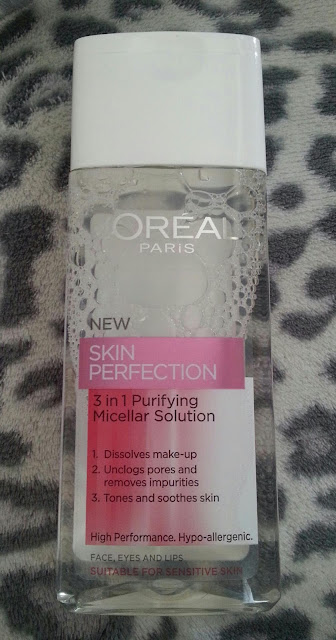 L'ORÉAL
PARIS
NEW
SKIN
PERFECTION
3 in 1 Purifying
Micellar Solution
1. Dissolves make-up
2. Unclogs pores and
removes impurities
3. Tones and soothes skin
High Performance. Hypo-allergenic.
FACE, EYES AND LIPS
SUITABLE FOR SENSITIVE SKIN